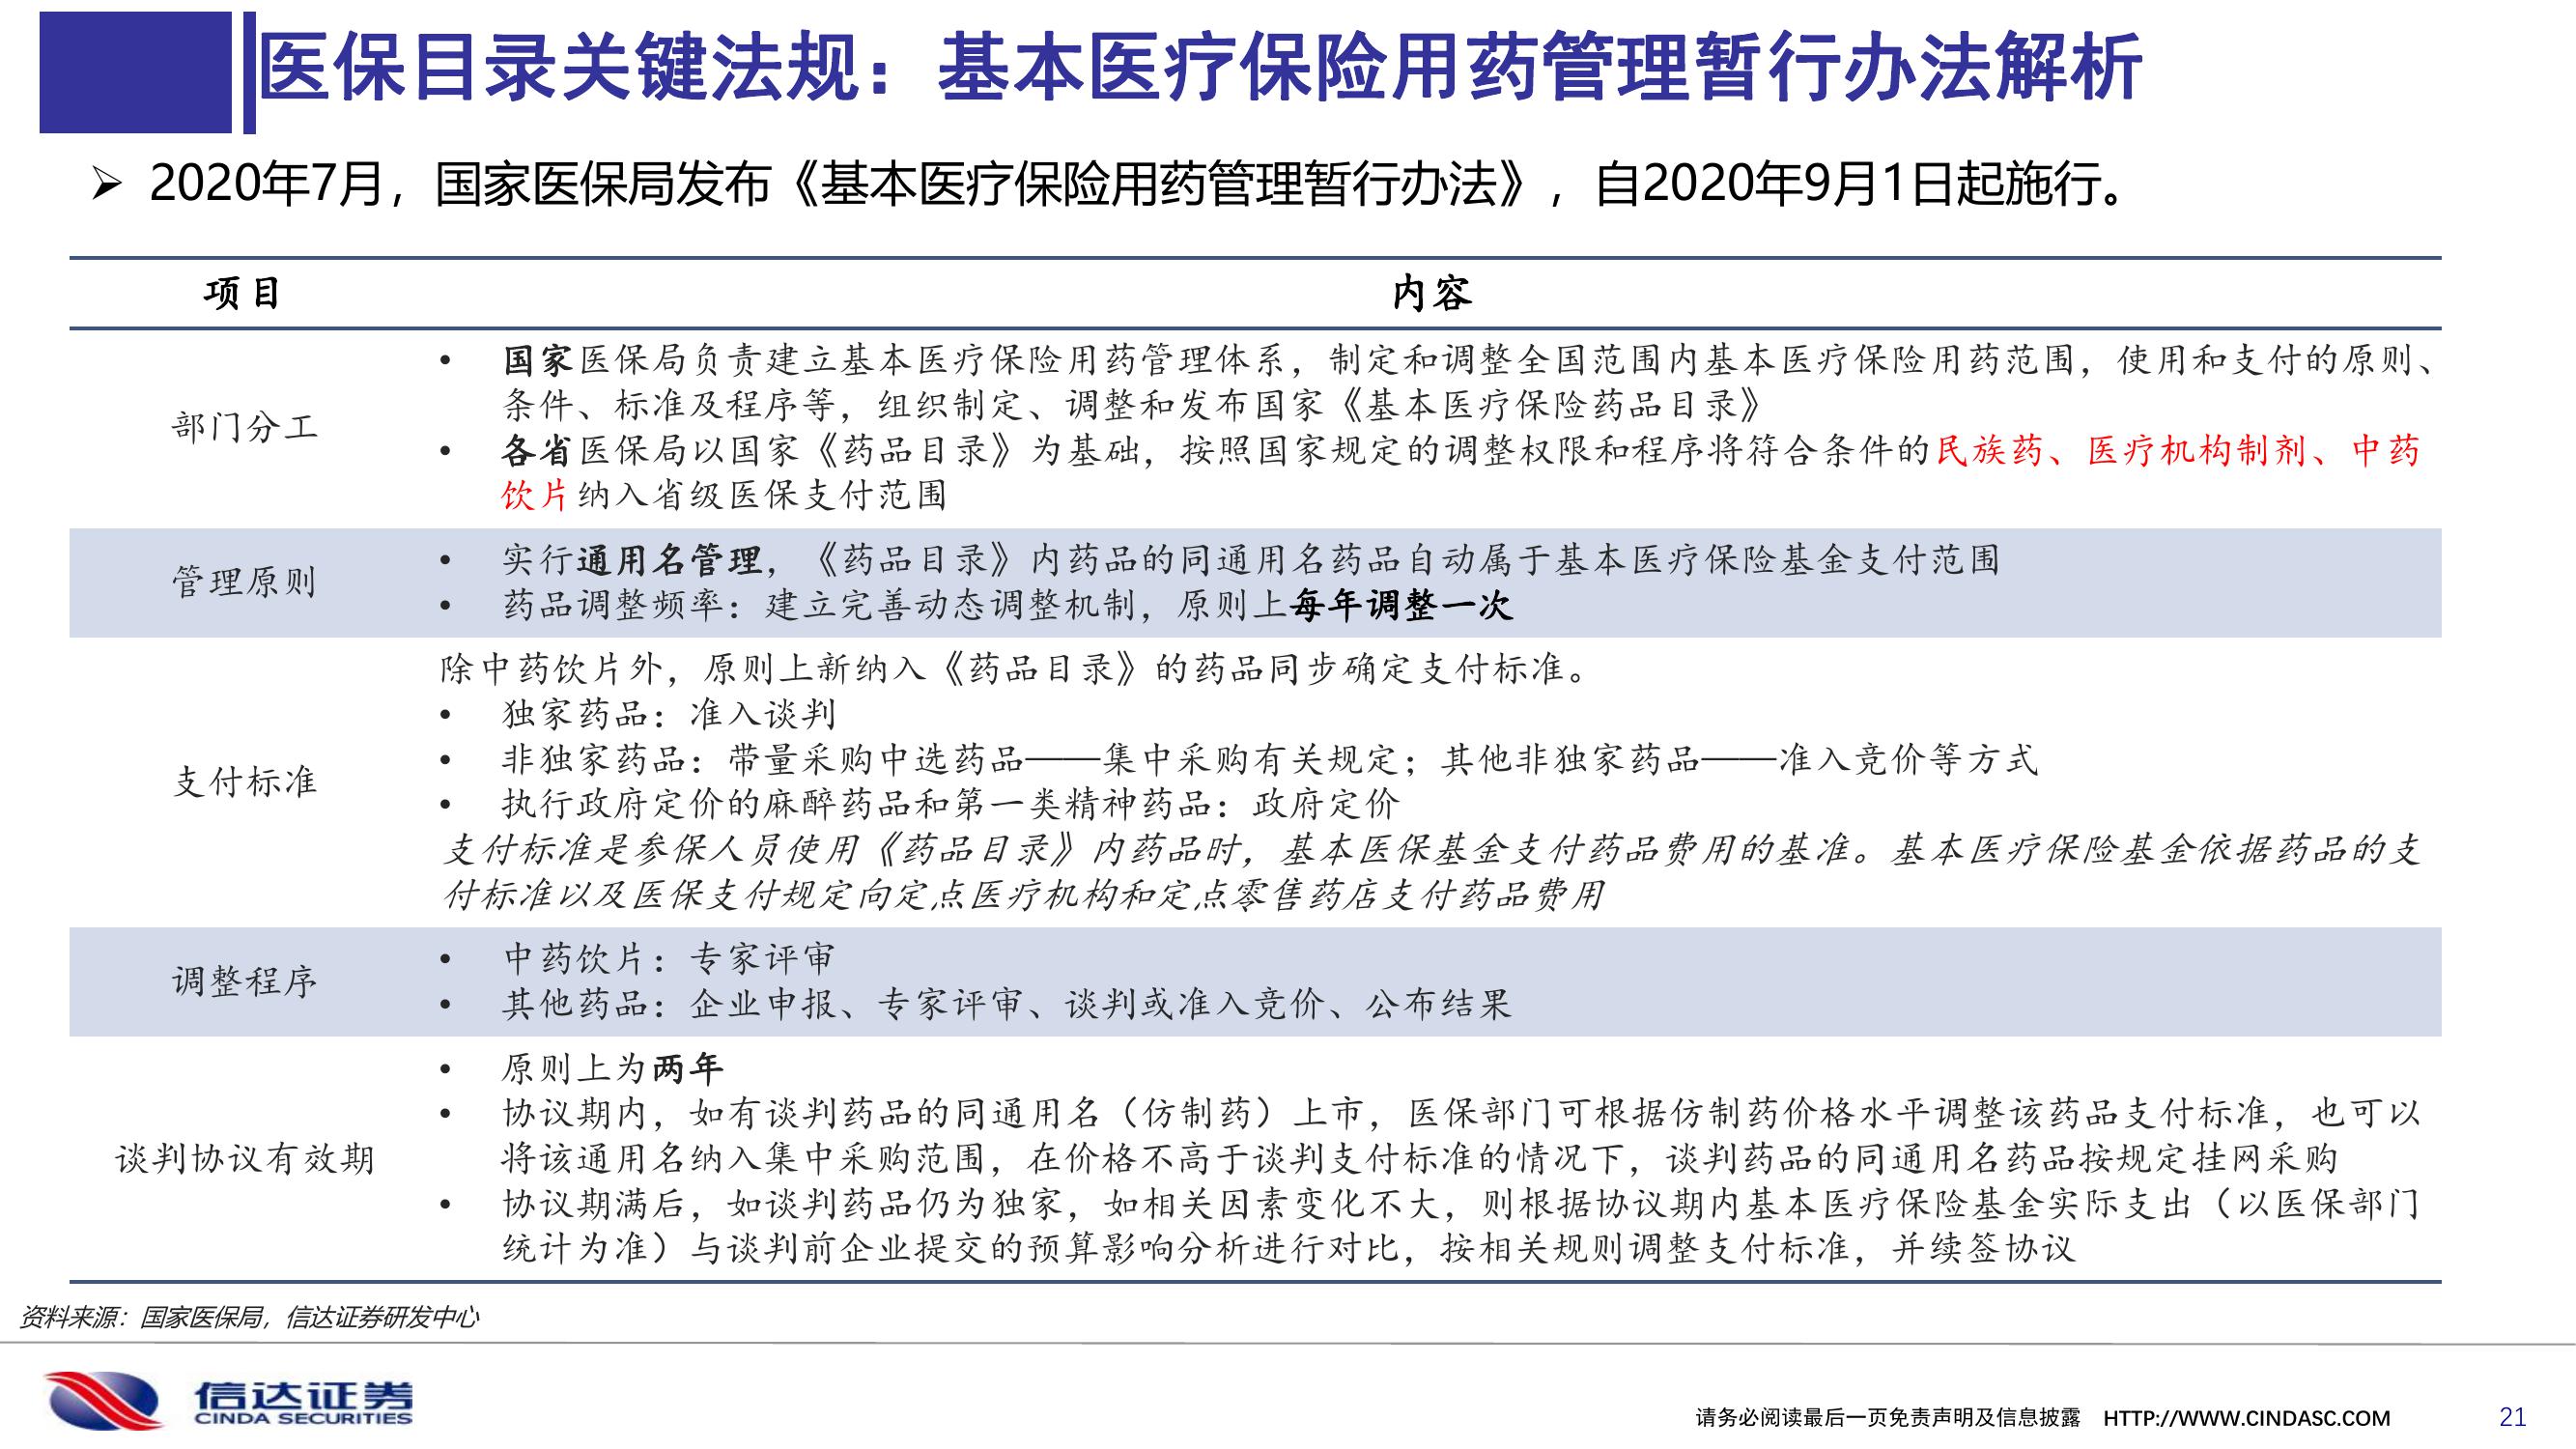 医保目录关键法规：基本医疗保险用药管理暂行办法解析
➢ 2020年7月，国家医保局发布《基本医疗保险用药管理暂行办法》，自2020年9月1日起施行。
项目 内容
部门分工
• 国家医保局负责建立基本医疗保险用药管理体系，制定和调整全国范围内基本医疗保险用药范围，使用和支付的原则、
条件、标准及程序等，组织制定、调整和发布国家《基本医疗保险药品目录》
• 各省医保局以国家《药品目录》为基础，按照国家规定的调整权限和程序将符合条件的民族药、医疗机构制剂、中药
饮片纳入省级医保支付范围
管理原则
• 实行通用名管理，《药品目录》内药品的同通用名药品自动属于基本医疗保险基金支付范围
• 药品调整频率：建立完善动态调整机制，原则上每年调整一次
支付标准
除中药饮片外，原则上新纳入《药品目录》的药品同步确定支付标准。
• 独家药品：准入谈判
• 非独家药品：带量采购中选药品——集中采购有关规定；其他非独家药品——准入竞价等方式
• 执行政府定价的麻醉药品和第一类精神药品：政府定价
支付标准是参保人员使用《药品目录》内药品时，基本医保基金支付药品费用的基准。基本医疗保险基金依据药品的支
付标准以及医保支付规定向定点医疗机构和定点零售药店支付药品费用
调整程序
• 中药饮片：专家评审
• 其他药品：企业申报、专家评审、谈判或准入竞价、公布结果
谈判协议有效期
• 原则上为两年
• 协议期内，如有谈判药品的同通用名（仿制药）上市，医保部门可根据仿制药价格水平调整该药品支付标准，也可以
将该通用名纳入集中采购范围，在价格不高于谈判支付标准的情况下，谈判药品的同通用名药品按规定挂网采购
• 协议期满后，如谈判药品仍为独家，如相关因素变化不大，则根据协议期内基本医疗保险基金实际支出（以医保部门
统计为准）与谈判前企业提交的预算影响分析进行对比，按相关规则调整支付标准，并续签协议
资料来源：国家医保局，信达证券研发中心
信达证券
CINDA SECURITIES
请务必阅读最后一页免责声明及信息披露 HTTP://WWW.CINDASC.COM 21